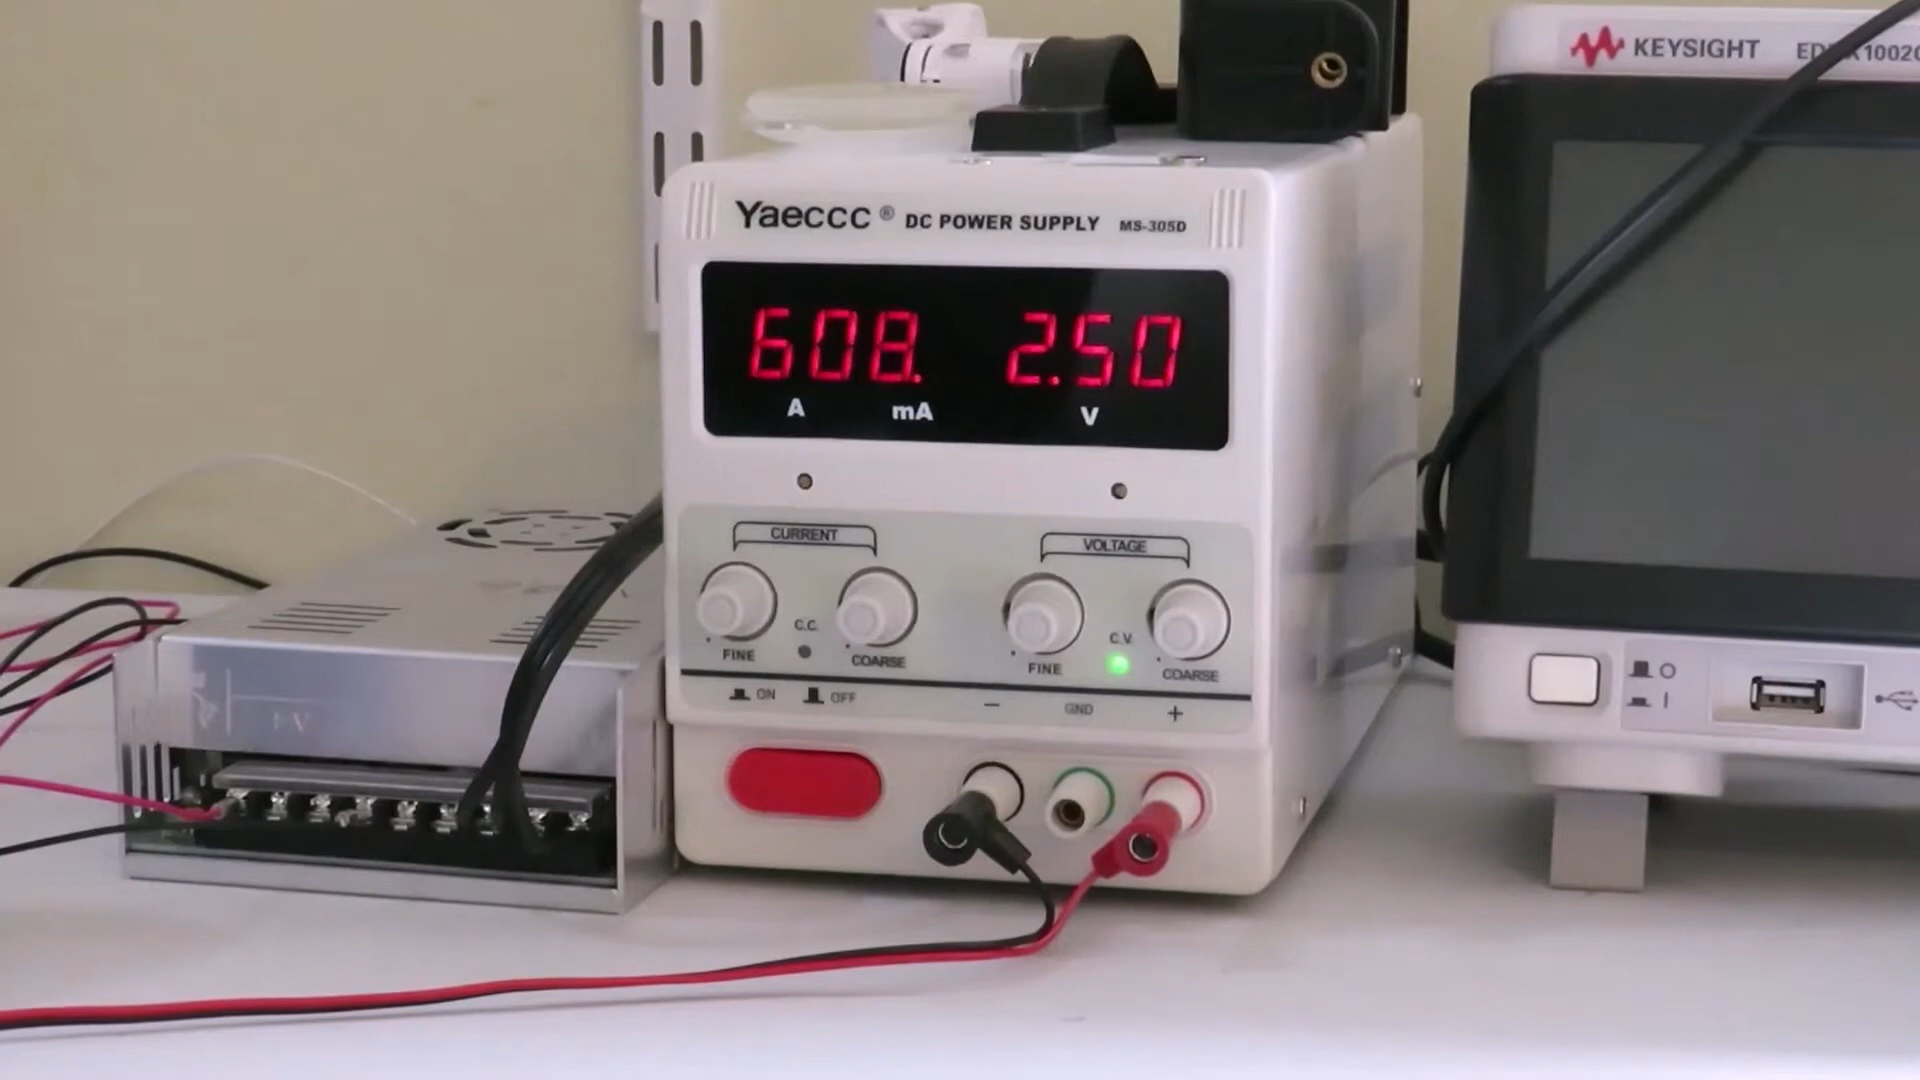 KEYSIGHT
Yaeccc ® DC POWER SUPPLY MS-305D
608. 2.50
A mA V
CURRENT VOLTAGE
C.C. C.V.
FINE COARSE FINE COARSE
ON OFF − GND +